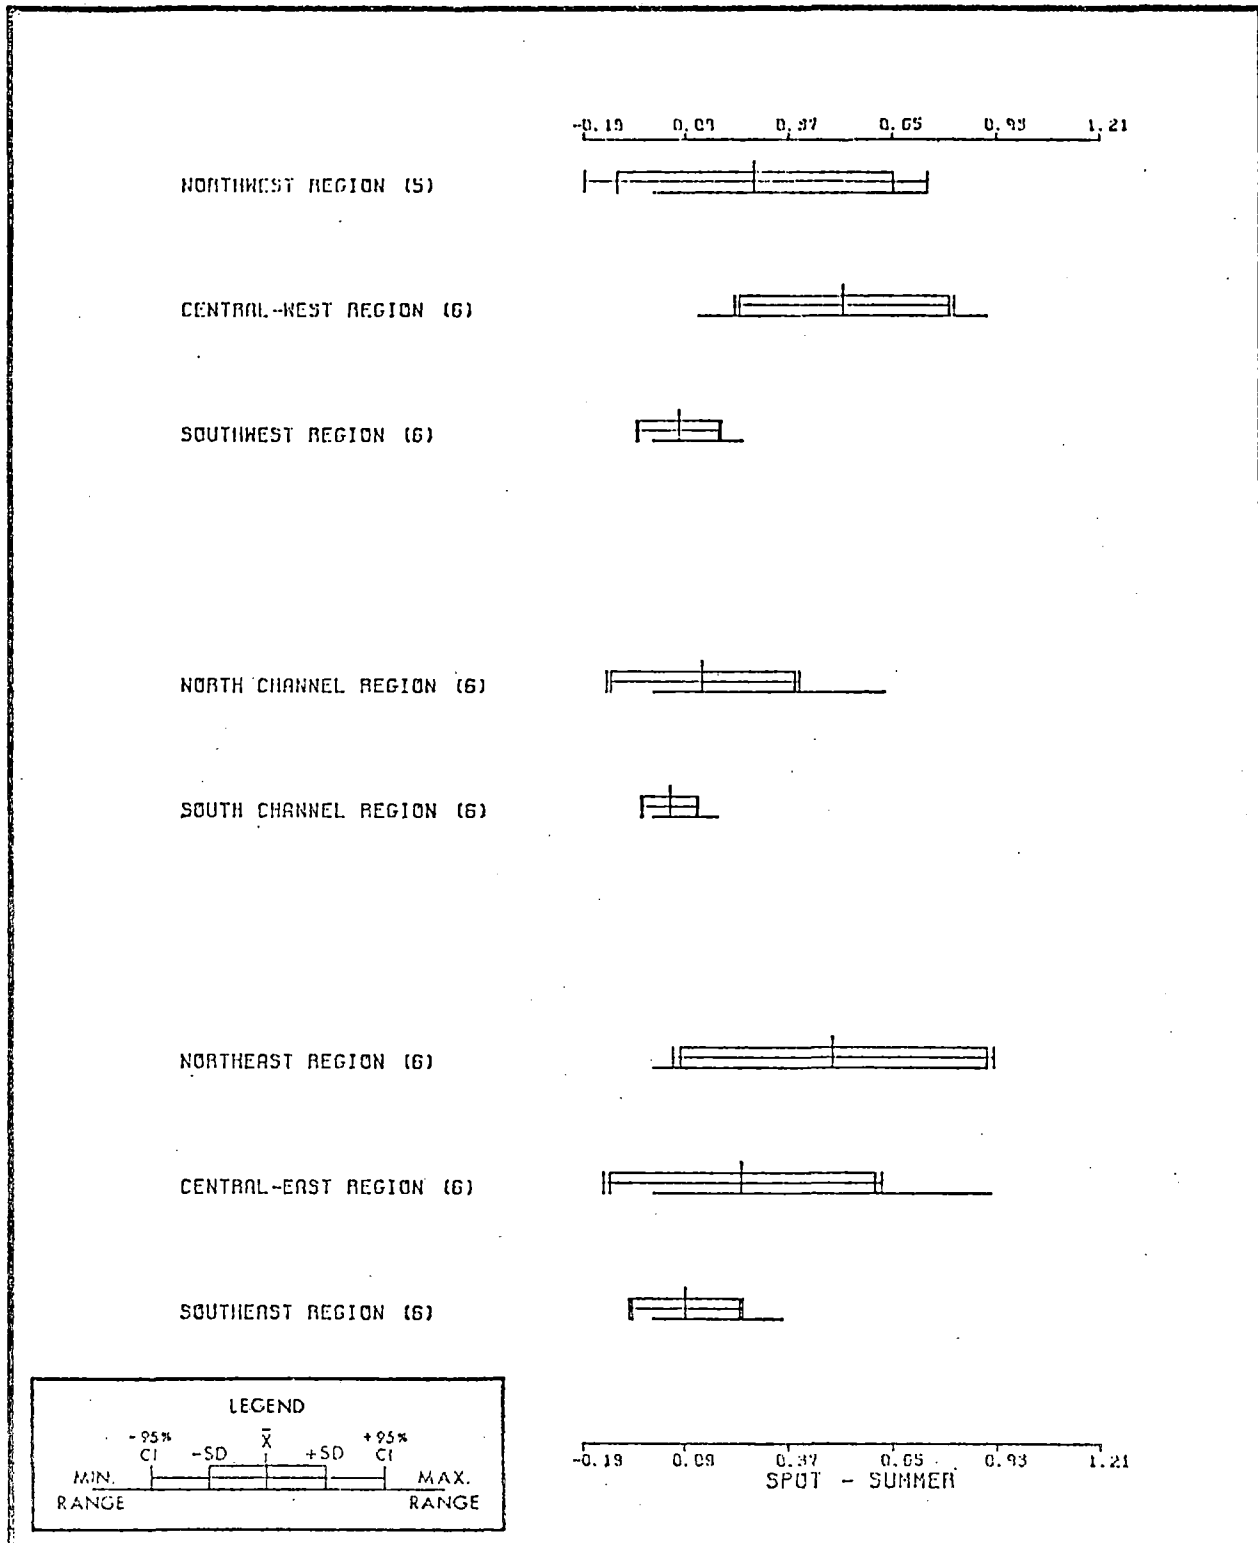 -0.19 0.09 0.37 0.65 0.93 1.21
NORTHWEST REGION (5)
CENTRAL-WEST REGION (6)
SOUTHWEST REGION (6)
NORTH CHANNEL REGION (6)
SOUTH CHANNEL REGION (6)
NORTHEAST REGION (6)
CENTRAL-EAST REGION (6)
SOUTHEAST REGION (6)
LEGEND
-95% CI -SD X̄ +SD +95% CI
MIN. RANGE MAX. RANGE
-0.19 0.09 0.37 0.65 0.93 1.21
SPOT - SUMMER